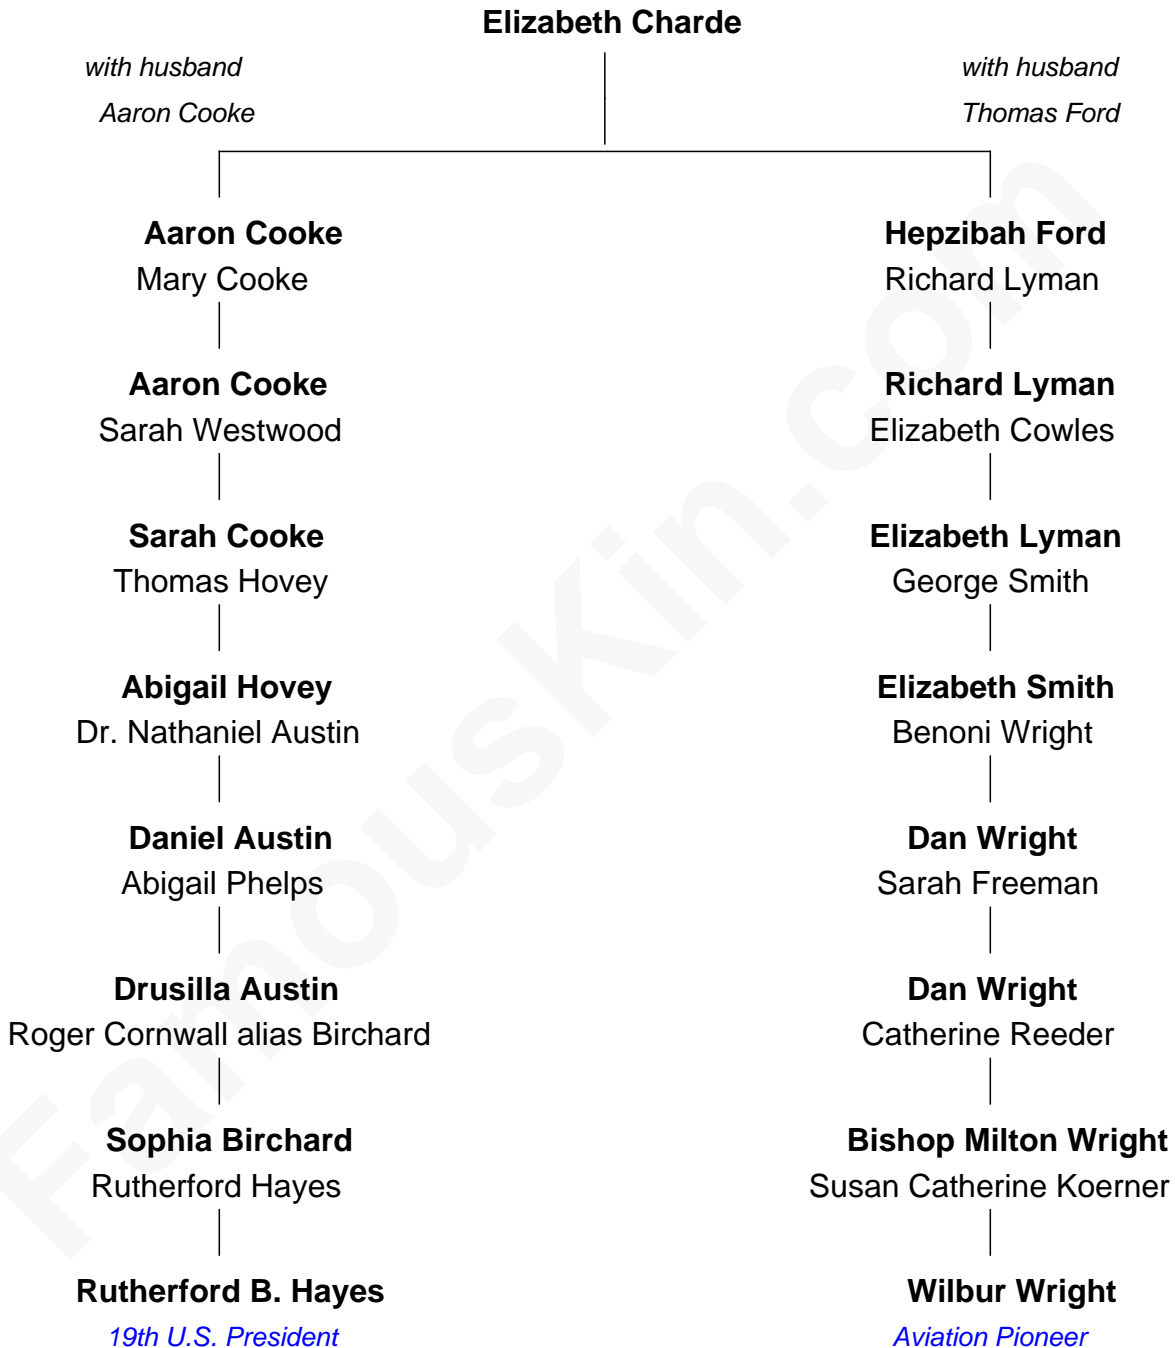 Elizabeth Charde
with husband
Aaron Cooke
with husband
Thomas Ford
Aaron Cooke
Mary Cooke
Hepzibah Ford
Richard Lyman
Aaron Cooke
Sarah Westwood
Richard Lyman
Elizabeth Cowles
Sarah Cooke
Thomas Hovey
Elizabeth Lyman
George Smith
Abigail Hovey
Dr. Nathaniel Austin
Elizabeth Smith
Benoni Wright
Daniel Austin
Abigail Phelps
Dan Wright
Sarah Freeman
Drusilla Austin
Roger Cornwall alias Birchard
Dan Wright
Catherine Reeder
Sophia Birchard
Rutherford Hayes
Bishop Milton Wright
Susan Catherine Koerner
Rutherford B. Hayes
19th U.S. President
Wilbur Wright
Aviation Pioneer
FamousKin.com